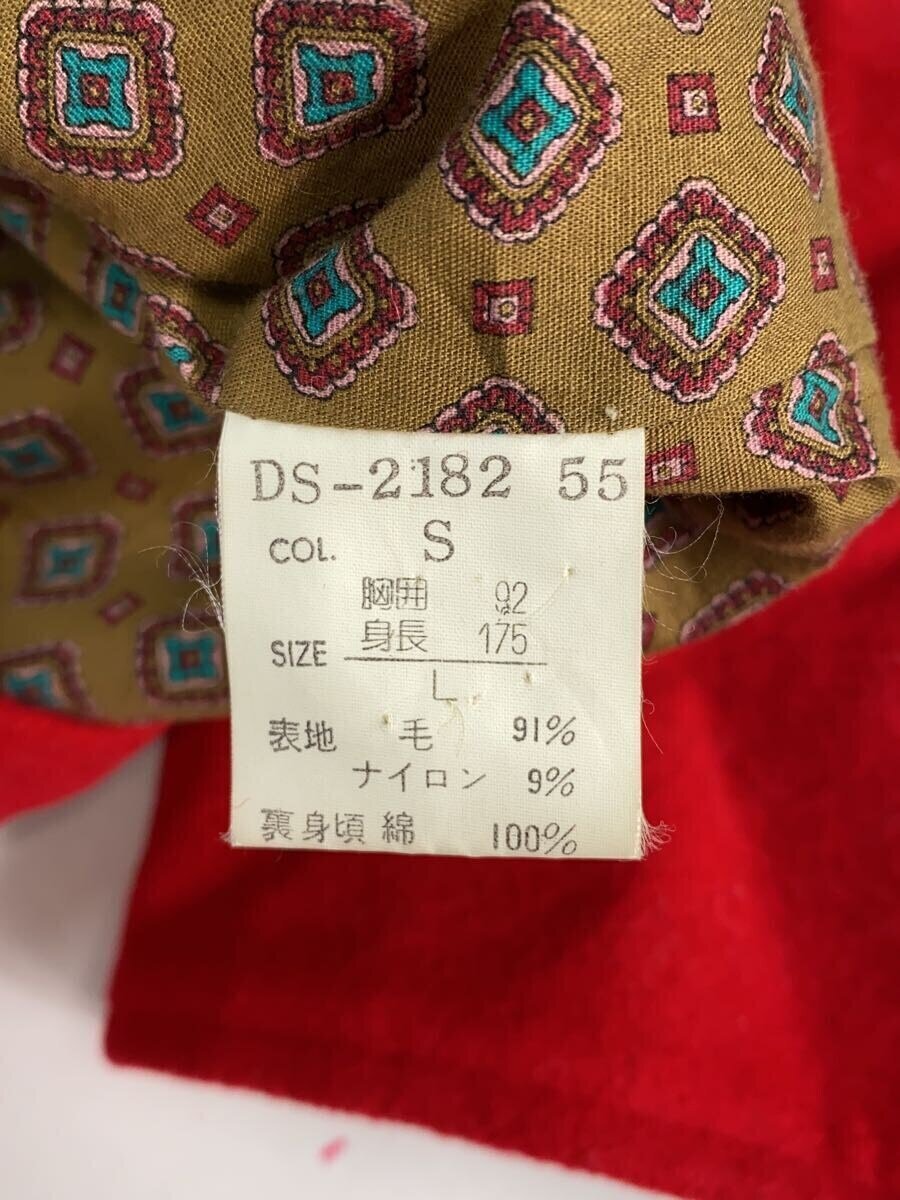 DS-2182 55
COL. S
胸囲 92
身長 175
SIZE
L
表地 毛 91%
ナイロン 9%
裏身頃 綿 100%